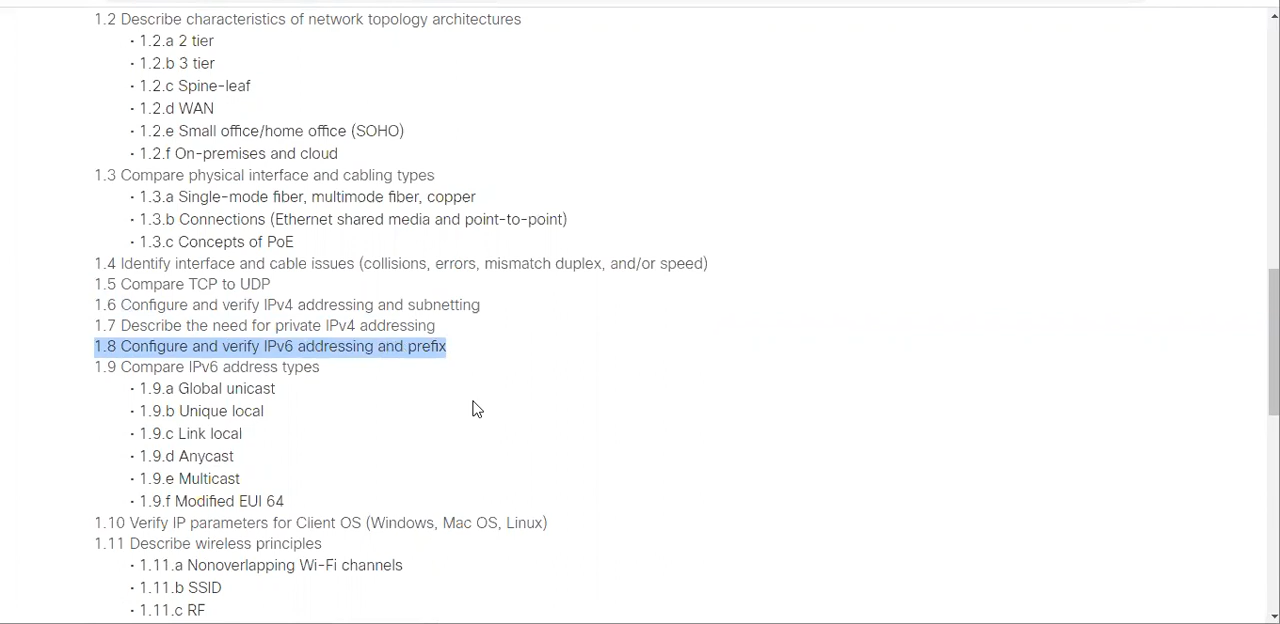 1.2 Describe characteristics of network topology architectures
• 1.2.a 2 tier
• 1.2.b 3 tier
• 1.2.c Spine-leaf
• 1.2.d WAN
• 1.2.e Small office/home office (SOHO)
• 1.2.f On-premises and cloud
1.3 Compare physical interface and cabling types
• 1.3.a Single-mode fiber, multimode fiber, copper
• 1.3.b Connections (Ethernet shared media and point-to-point)
• 1.3.c Concepts of PoE
1.4 Identify interface and cable issues (collisions, errors, mismatch duplex, and/or speed)
1.5 Compare TCP to UDP
1.6 Configure and verify IPv4 addressing and subnetting
1.7 Describe the need for private IPv4 addressing
1.8 Configure and verify IPv6 addressing and prefix
1.9 Compare IPv6 address types
• 1.9.a Global unicast
• 1.9.b Unique local
• 1.9.c Link local
• 1.9.d Anycast
• 1.9.e Multicast
• 1.9.f Modified EUI 64
1.10 Verify IP parameters for Client OS (Windows, Mac OS, Linux)
1.11 Describe wireless principles
• 1.11.a Nonoverlapping Wi-Fi channels
• 1.11.b SSID
• 1.11.c RF